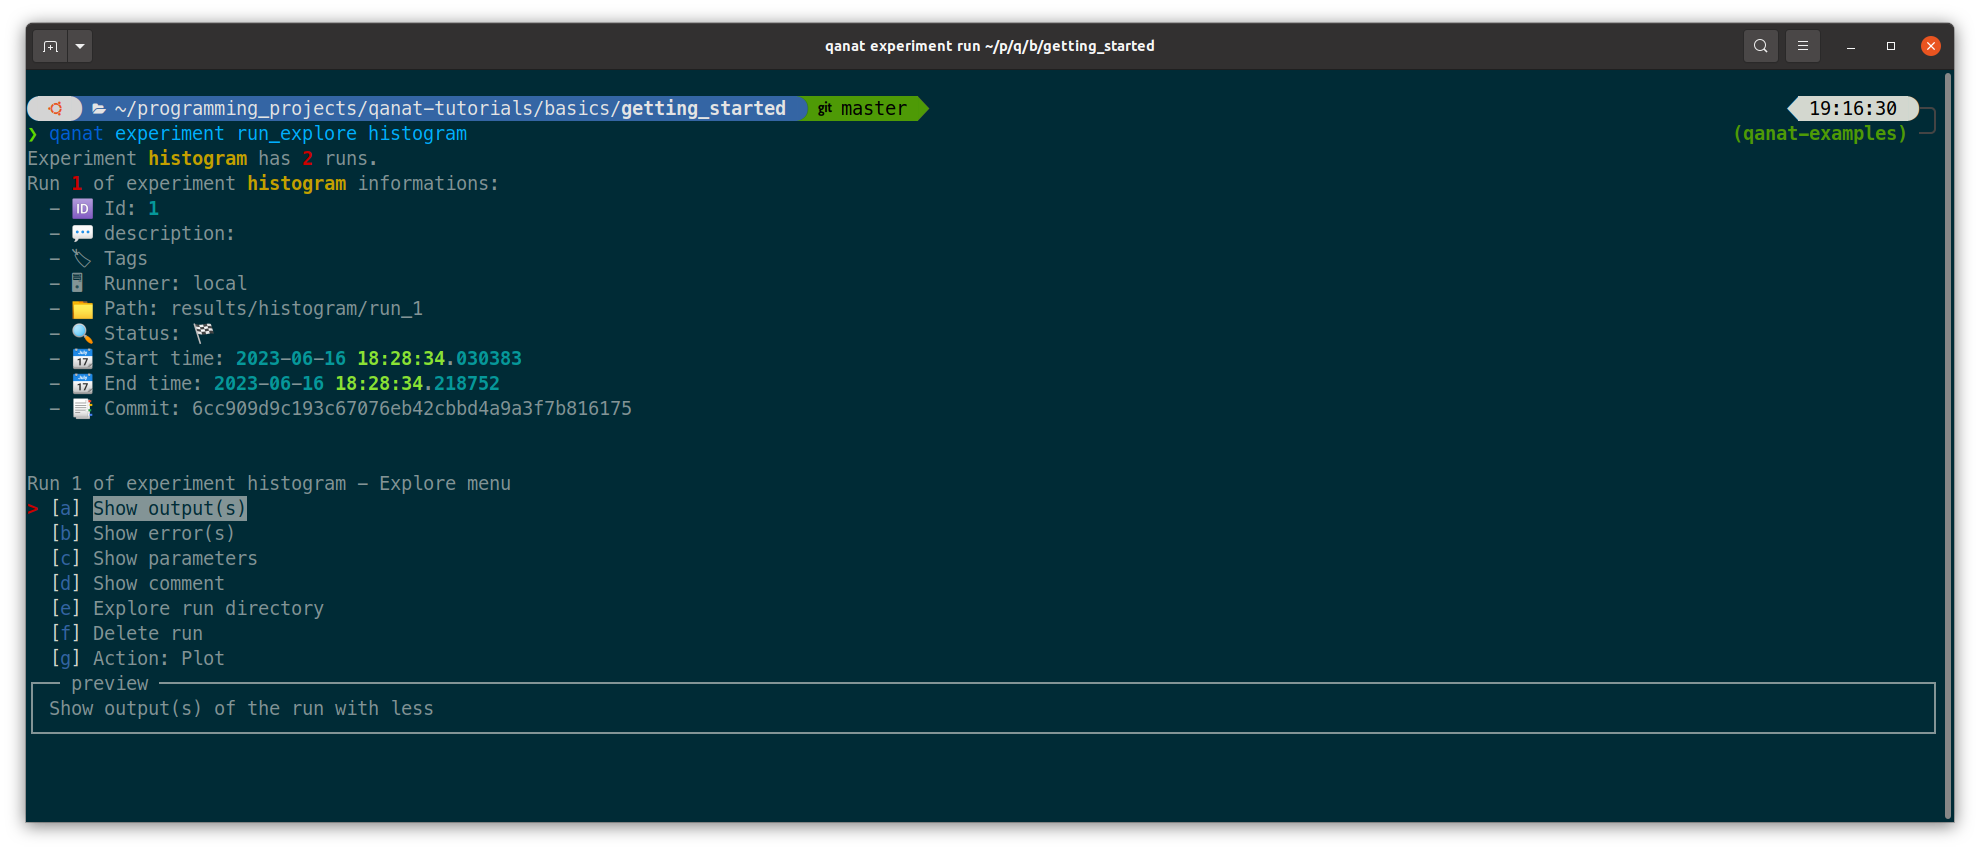 qanat experiment run ~/p/q/b/getting_started
~/programming_projects/qanat-tutorials/basics/getting_started git master 19:16:30
❯ qanat experiment run_explore histogram (qanat-examples)
Experiment histogram has 2 runs.
Run 1 of experiment histogram informations:
- 🆔 Id: 1
- 💬 description:
- 🏷 Tags
- 🖥 Runner: local
- 📁 Path: results/histogram/run_1
- 🔍 Status: 🏁
- 📆 Start time: 2023-06-16 18:28:34.030383
- 📆 End time: 2023-06-16 18:28:34.218752
- 📑 Commit: 6cc909d9c193c67076eb42cbbd4a9a3f7b816175
Run 1 of experiment histogram - Explore menu
> [a] Show output(s)
[b] Show error(s)
[c] Show parameters
[d] Show comment
[e] Explore run directory
[f] Delete run
[g] Action: Plot
preview
Show output(s) of the run with less